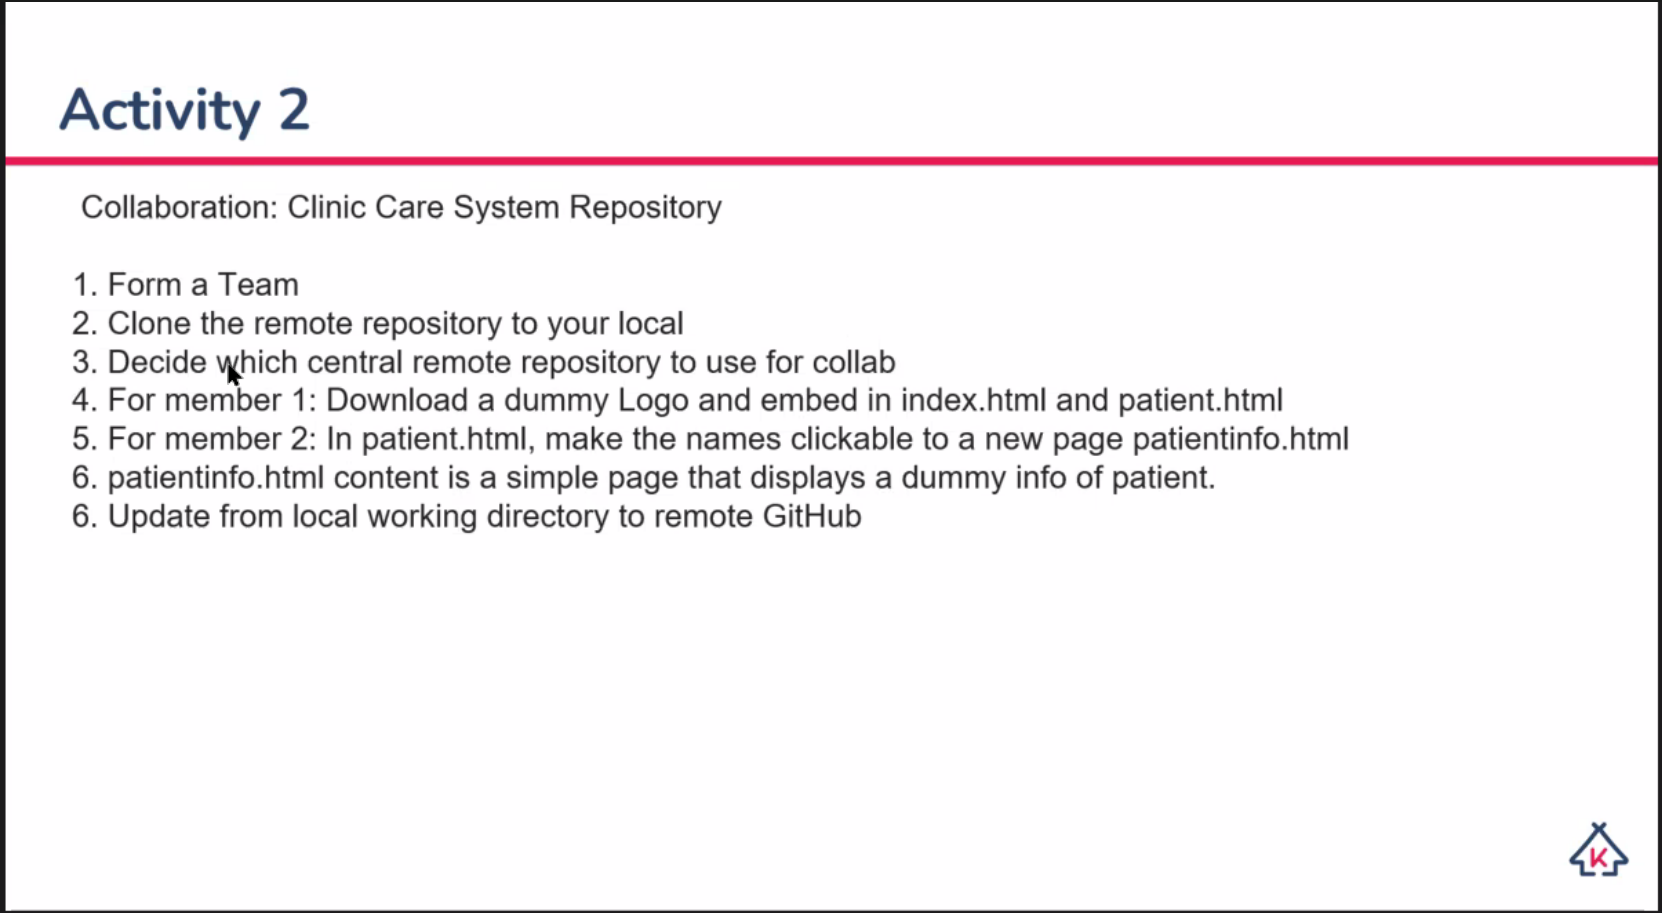 Activity 2
Collaboration: Clinic Care System Repository
1. Form a Team
2. Clone the remote repository to your local
3. Decide which central remote repository to use for collab
4. For member 1: Download a dummy Logo and embed in index.html and patient.html
5. For member 2: In patient.html, make the names clickable to a new page patientinfo.html
6. patientinfo.html content is a simple page that displays a dummy info of patient.
6. Update from local working directory to remote GitHub
K